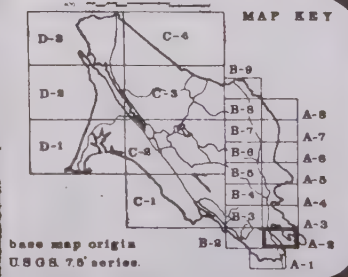 MAP KEY
D-3
C-4
B-9
D-2
C-3
B-8
A-8
B-7
A-7
D-1
B-6
A-6
C-2
B-5
A-5
B-4
A-4
C-1
B-3
A-3
B-2
A-2
A-1
base map origin
U.S.G.S. 7.5' series.